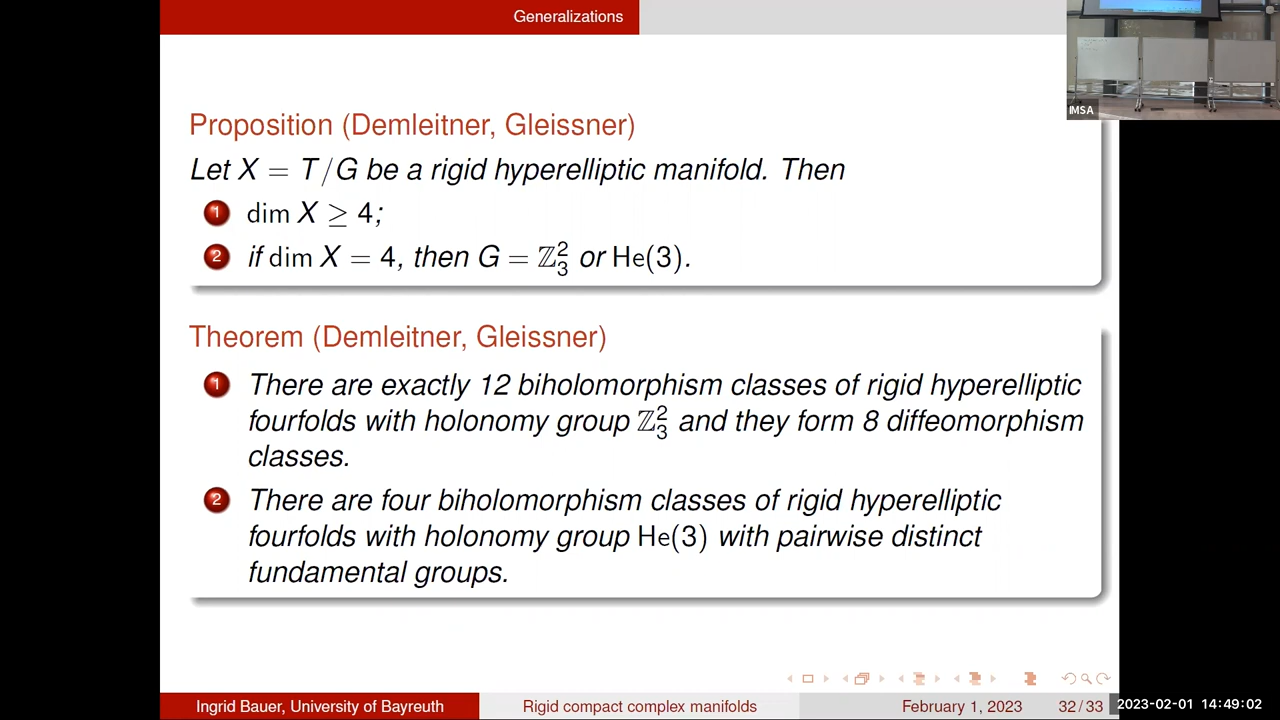 Generalizations
IMSA
Proposition (Demleitner, Gleissner)
Let X = T/G be a rigid hyperelliptic manifold. Then
1 dim X ≥ 4;
2 if dim X = 4, then G = ℤ₃² or He(3).
Theorem (Demleitner, Gleissner)
1 There are exactly 12 biholomorphism classes of rigid hyperelliptic
fourfolds with holonomy group ℤ₃² and they form 8 diffeomorphism
classes.
2 There are four biholomorphism classes of rigid hyperelliptic
fourfolds with holonomy group He(3) with pairwise distinct
fundamental groups.
Ingrid Bauer, University of Bayreuth Rigid compact complex manifolds February 1, 2023 32/33
2023-02-01 14:49:02